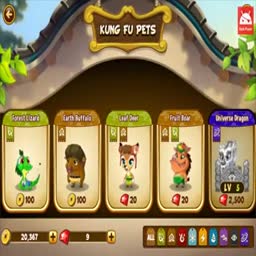 KUNG FU PETS
Forest Lizard
Earth Buffalo
Leaf Deer
Fruit Boar
Universe Dragon
LV 5
100
100
20
20
2,500
20,367
9
ALL